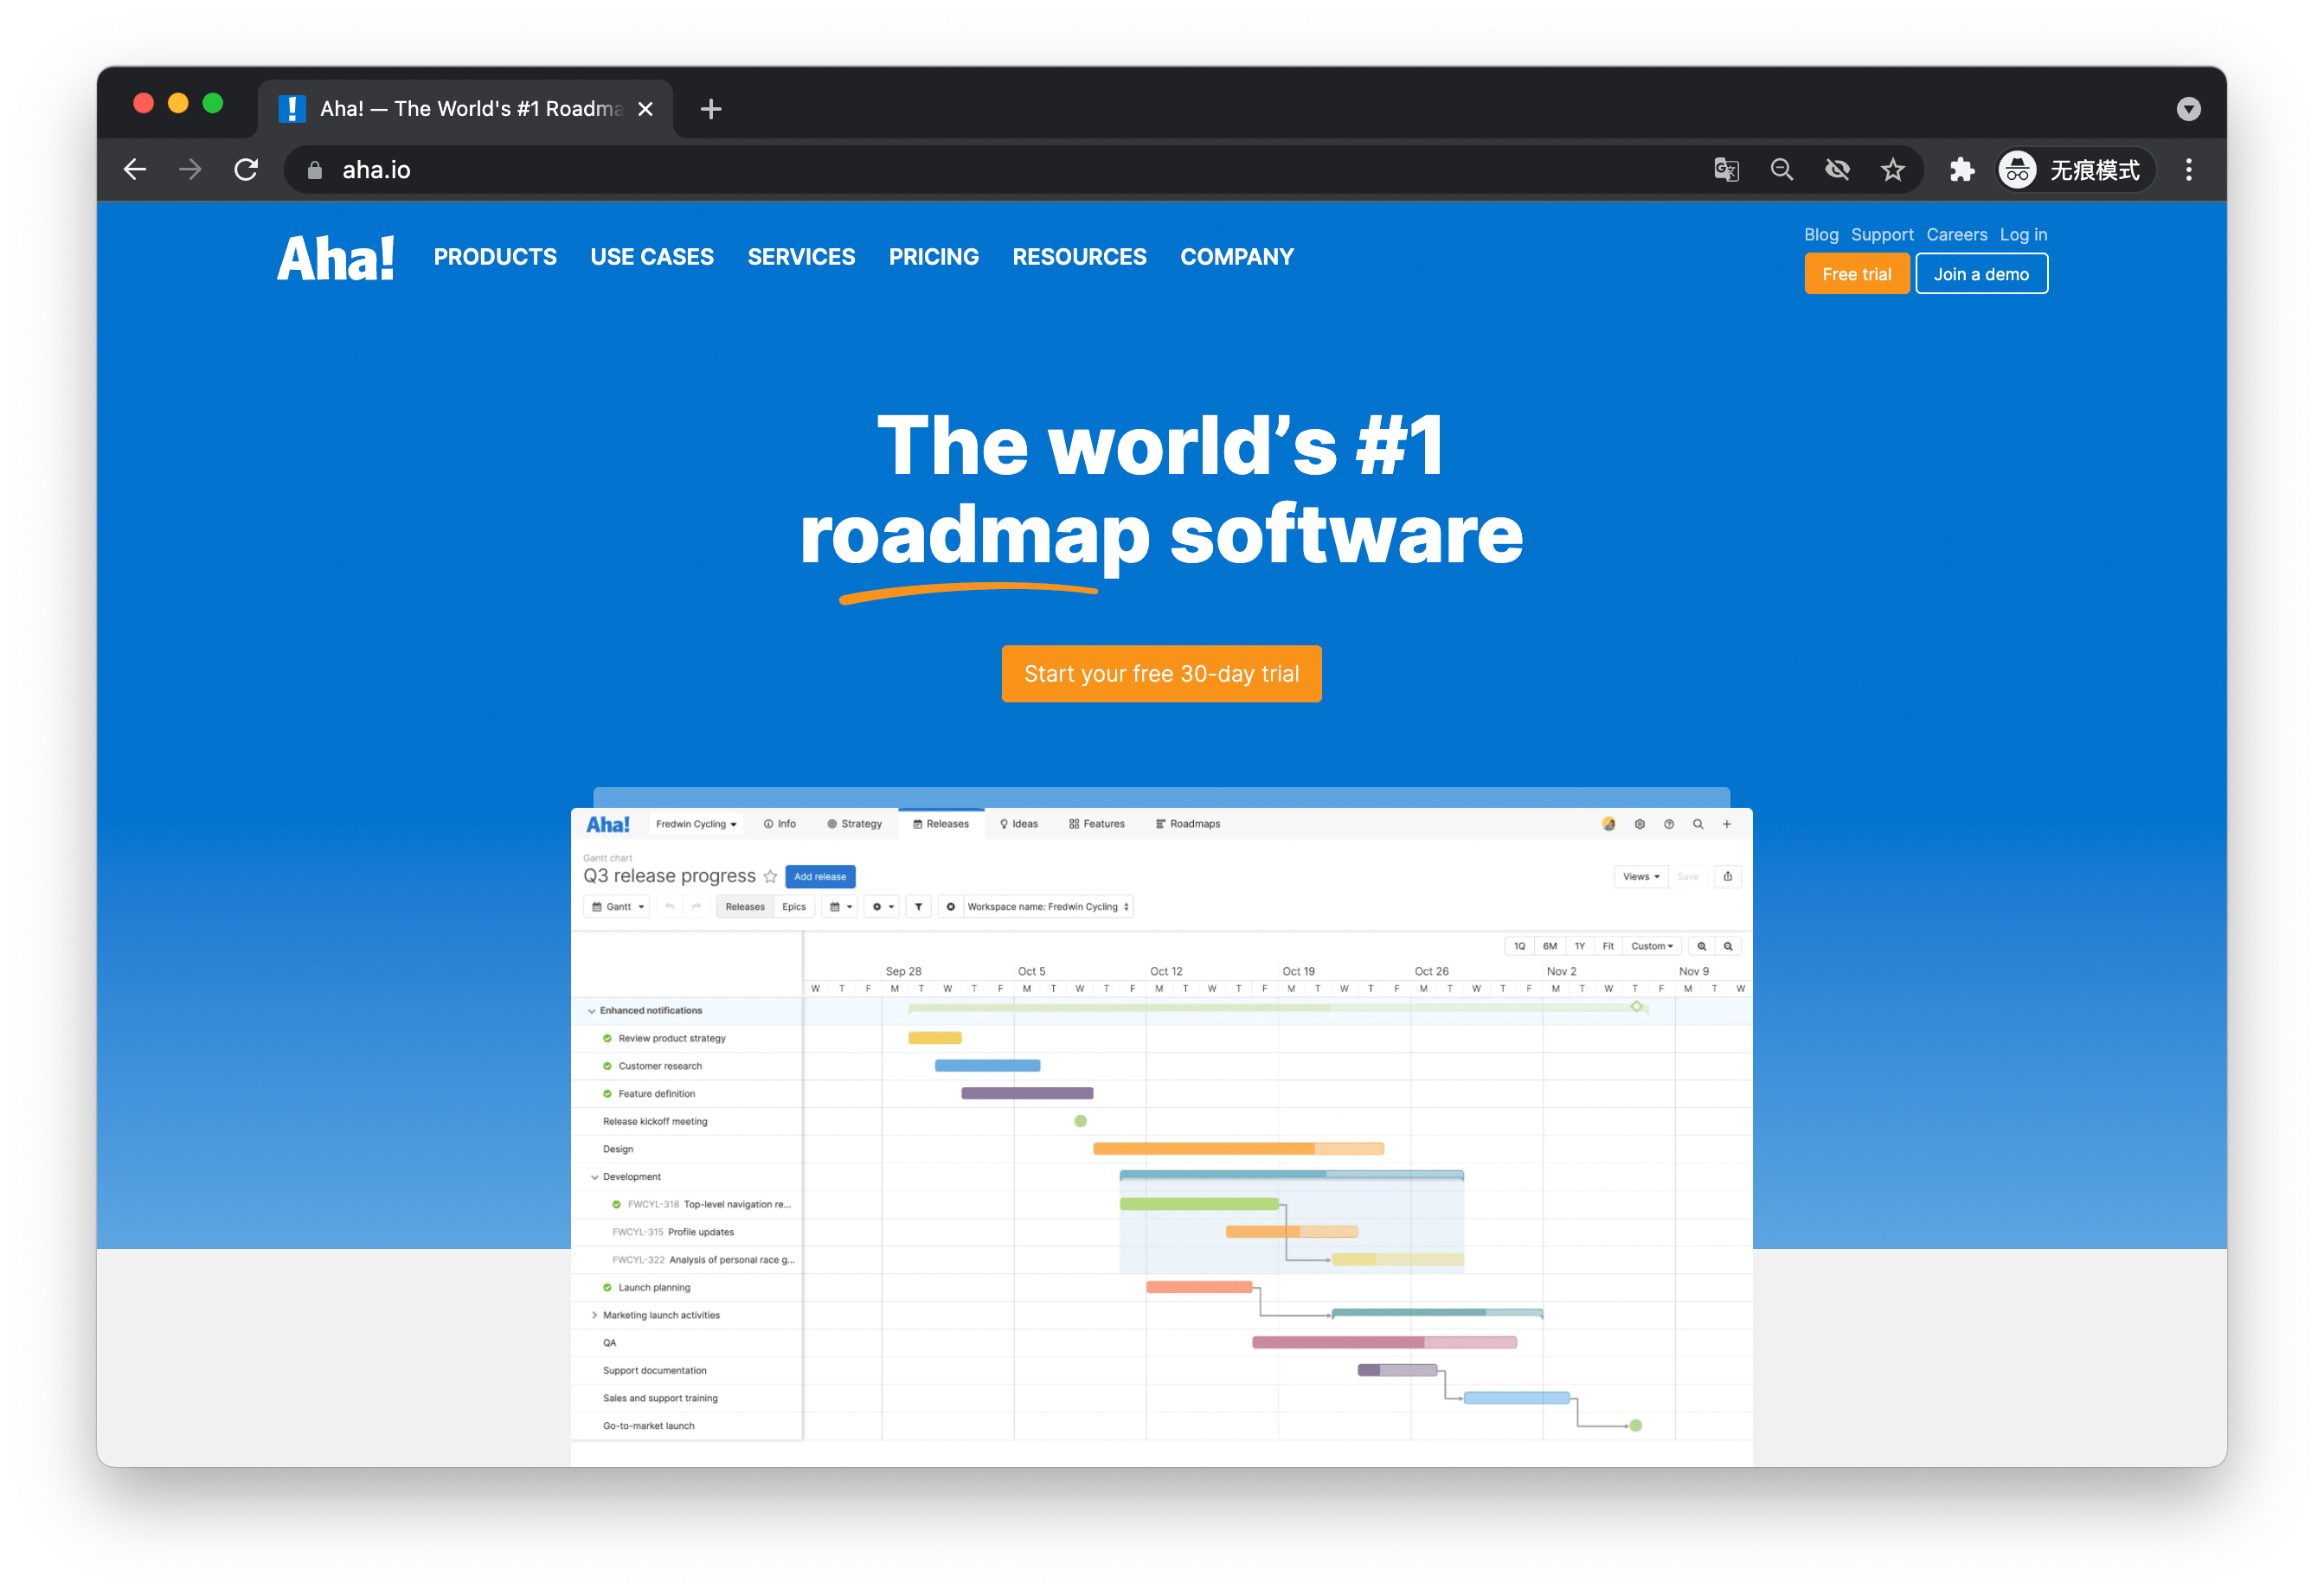 Aha! — The World's #1 Roadma
aha.io
无痕模式
Aha!
PRODUCTS USE CASES SERVICES PRICING RESOURCES COMPANY
Blog Support Careers Log in
Free trial Join a demo
The world’s #1
roadmap software
Start your free 30-day trial
Aha! Fredwin Cycling Info Strategy Releases Ideas Features Roadmaps
Gantt chart
Q3 release progress Add release Views Save
Gantt Releases Epics Workspace name: Fredwin Cycling
1Q 6M 1Y Fit Custom
Sep 28 Oct 5 Oct 12 Oct 19 Oct 26 Nov 2 Nov 9
W T F M T W T F M T W T F M T W T F M T W T F M T W T F M T W T F M T W
Enhanced notifications
Review product strategy
Customer research
Feature definition
Release kickoff meeting
Design
Development
FWCYL-318 Top-level navigation re...
FWCYL-315 Profile updates
FWCYL-322 Analysis of personal race g...
Launch planning
Marketing launch activities
QA
Support documentation
Sales and support training
Go-to-market launch